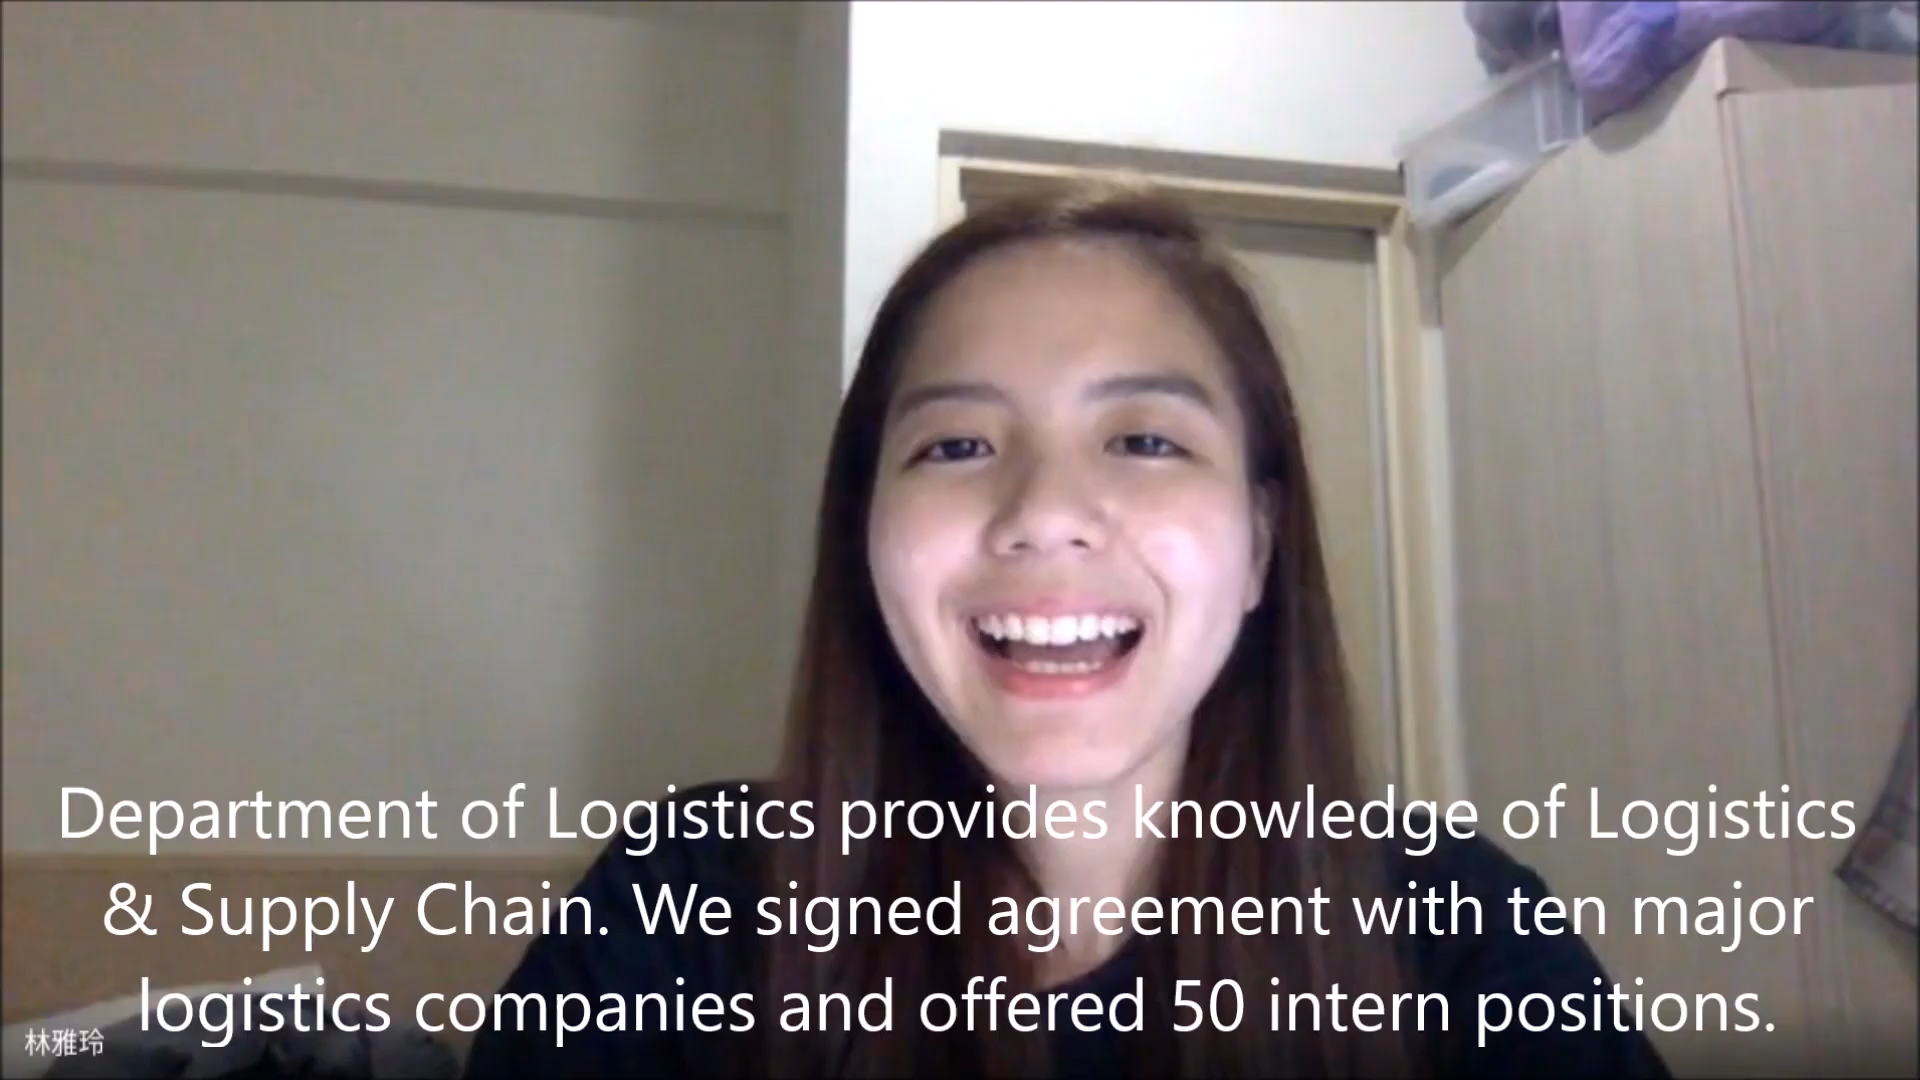 Department of Logistics provides knowledge of Logistics
& Supply Chain. We signed agreement with ten major
logistics companies and offered 50 intern positions.
林雅玲